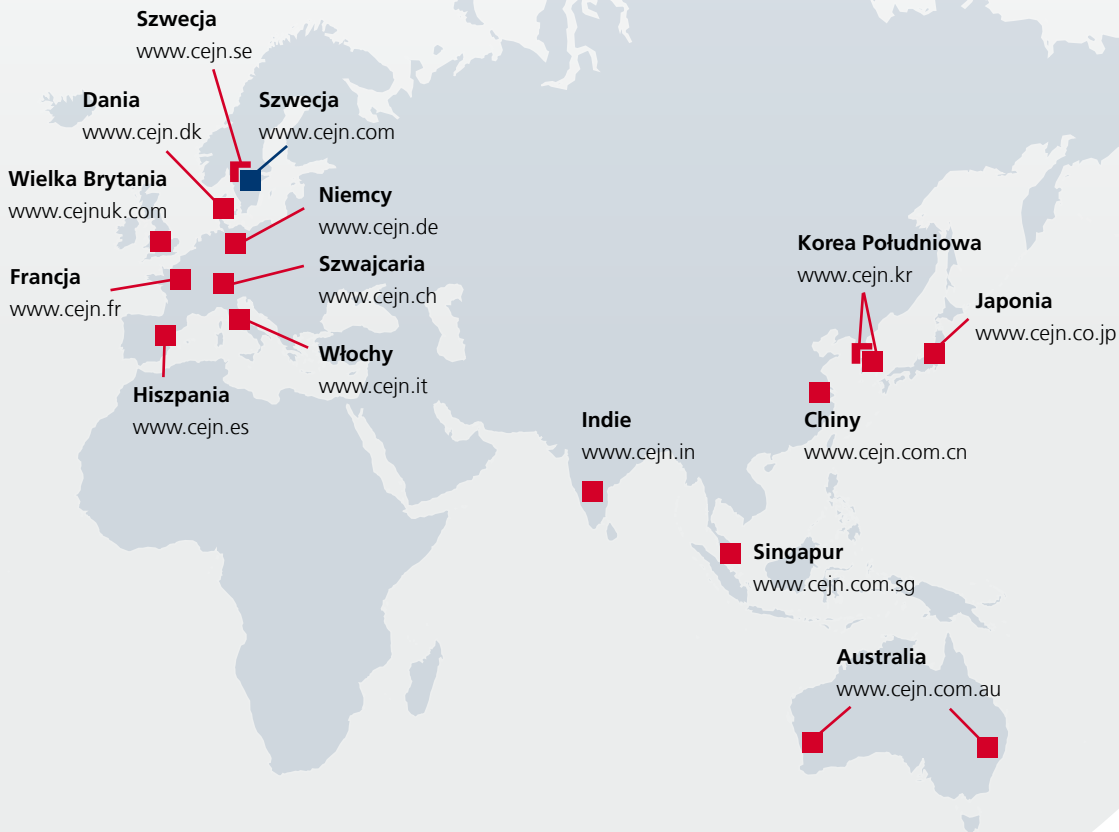 Szwecja
www.cejn.se
Dania
www.cejn.dk
Szwecja
www.cejn.com
Wielka Brytania
www.cejnuk.com
Niemcy
www.cejn.de
Francja
www.cejn.fr
Szwajcaria
www.cejn.ch
Włochy
www.cejn.it
Hiszpania
www.cejn.es
Korea Południowa
www.cejn.kr
Japonia
www.cejn.co.jp
Indie
www.cejn.in
Chiny
www.cejn.com.cn
Singapur
www.cejn.com.sg
Australia
www.cejn.com.au